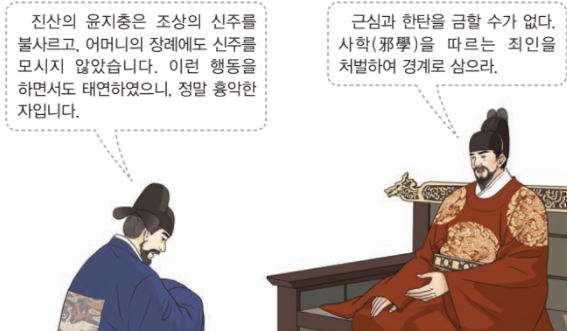 진산의 윤지충은 조상의 신주를
불사르고, 어머니의 장례에도 신주를
모시지 않았습니다. 이런 행동을
하면서도 태연하였으니, 정말 흉악한
자입니다.
근심과 한탄을 금할 수가 없다.
사학(邪學)을 따르는 죄인을
처벌하여 경계로 삼으라.